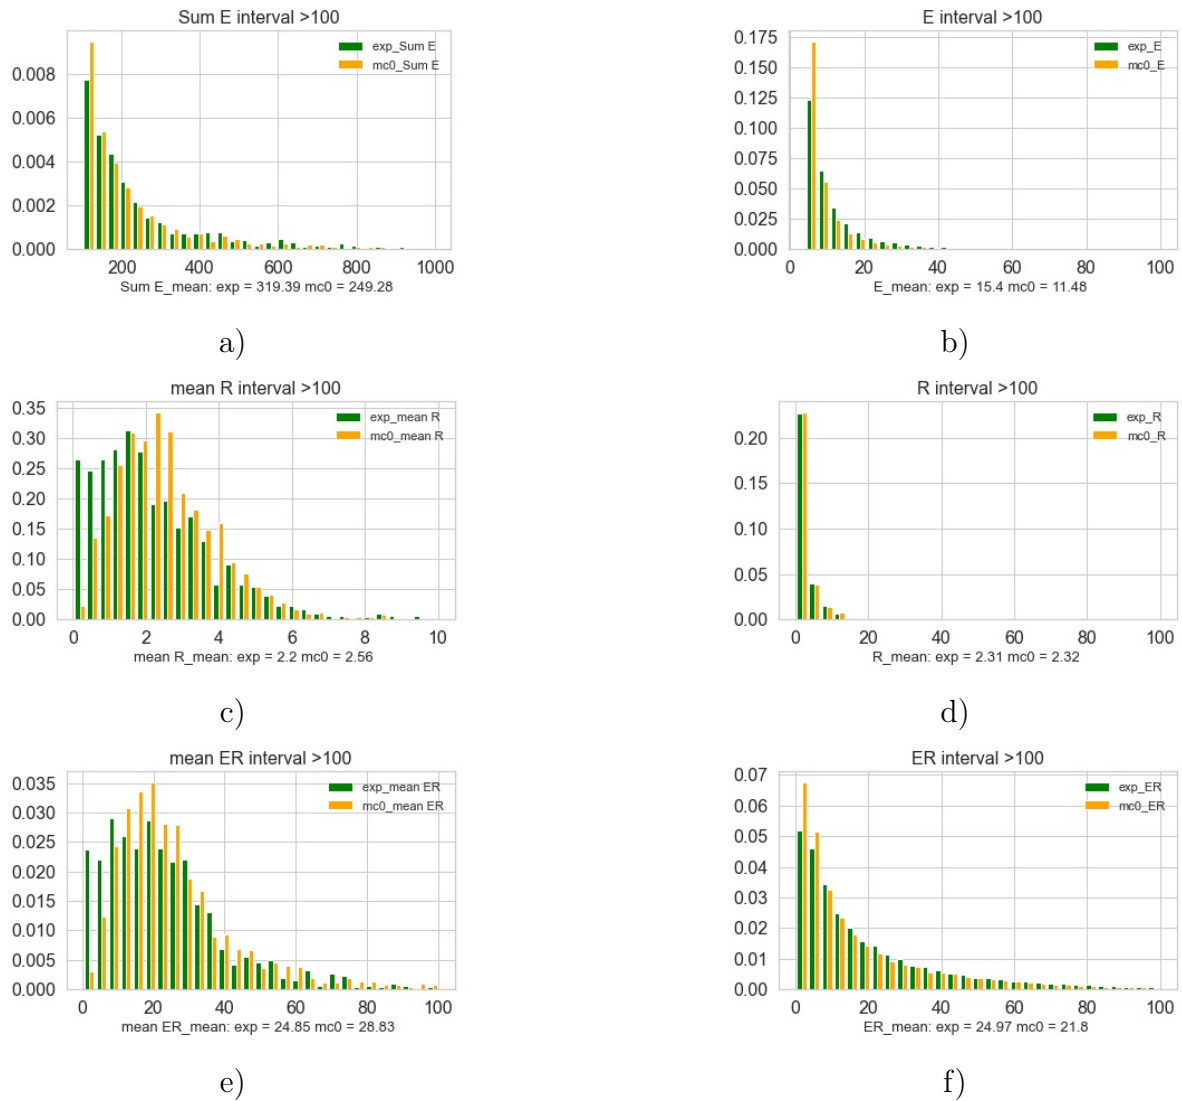 Sum E interval >100
exp_Sum E
mc0_Sum E
0.008
0.006
0.004
0.002
0.000
200 400 600 800 1000
Sum E_mean: exp = 319.39 mc0 = 249.28
a)
E interval >100
exp_E
mc0_E
0.175
0.150
0.125
0.100
0.075
0.050
0.025
0.000
0 20 40 60 80 100
E_mean: exp = 15.4 mc0 = 11.48
b)
mean R interval >100
exp_mean R
mc0_mean R
0.35
0.30
0.25
0.20
0.15
0.10
0.05
0.00
0 2 4 6 8 10
mean R_mean: exp = 2.2 mc0 = 2.56
c)
R interval >100
exp_R
mc0_R
0.20
0.15
0.10
0.05
0.00
0 20 40 60 80 100
R_mean: exp = 2.31 mc0 = 2.32
d)
mean ER interval >100
exp_mean ER
mc0_mean ER
0.035
0.030
0.025
0.020
0.015
0.010
0.005
0.000
0 20 40 60 80 100
mean ER_mean: exp = 24.85 mc0 = 28.83
e)
ER interval >100
exp_ER
mc0_ER
0.07
0.06
0.05
0.04
0.03
0.02
0.01
0.00
0 20 40 60 80 100
ER_mean: exp = 24.97 mc0 = 21.8
f)